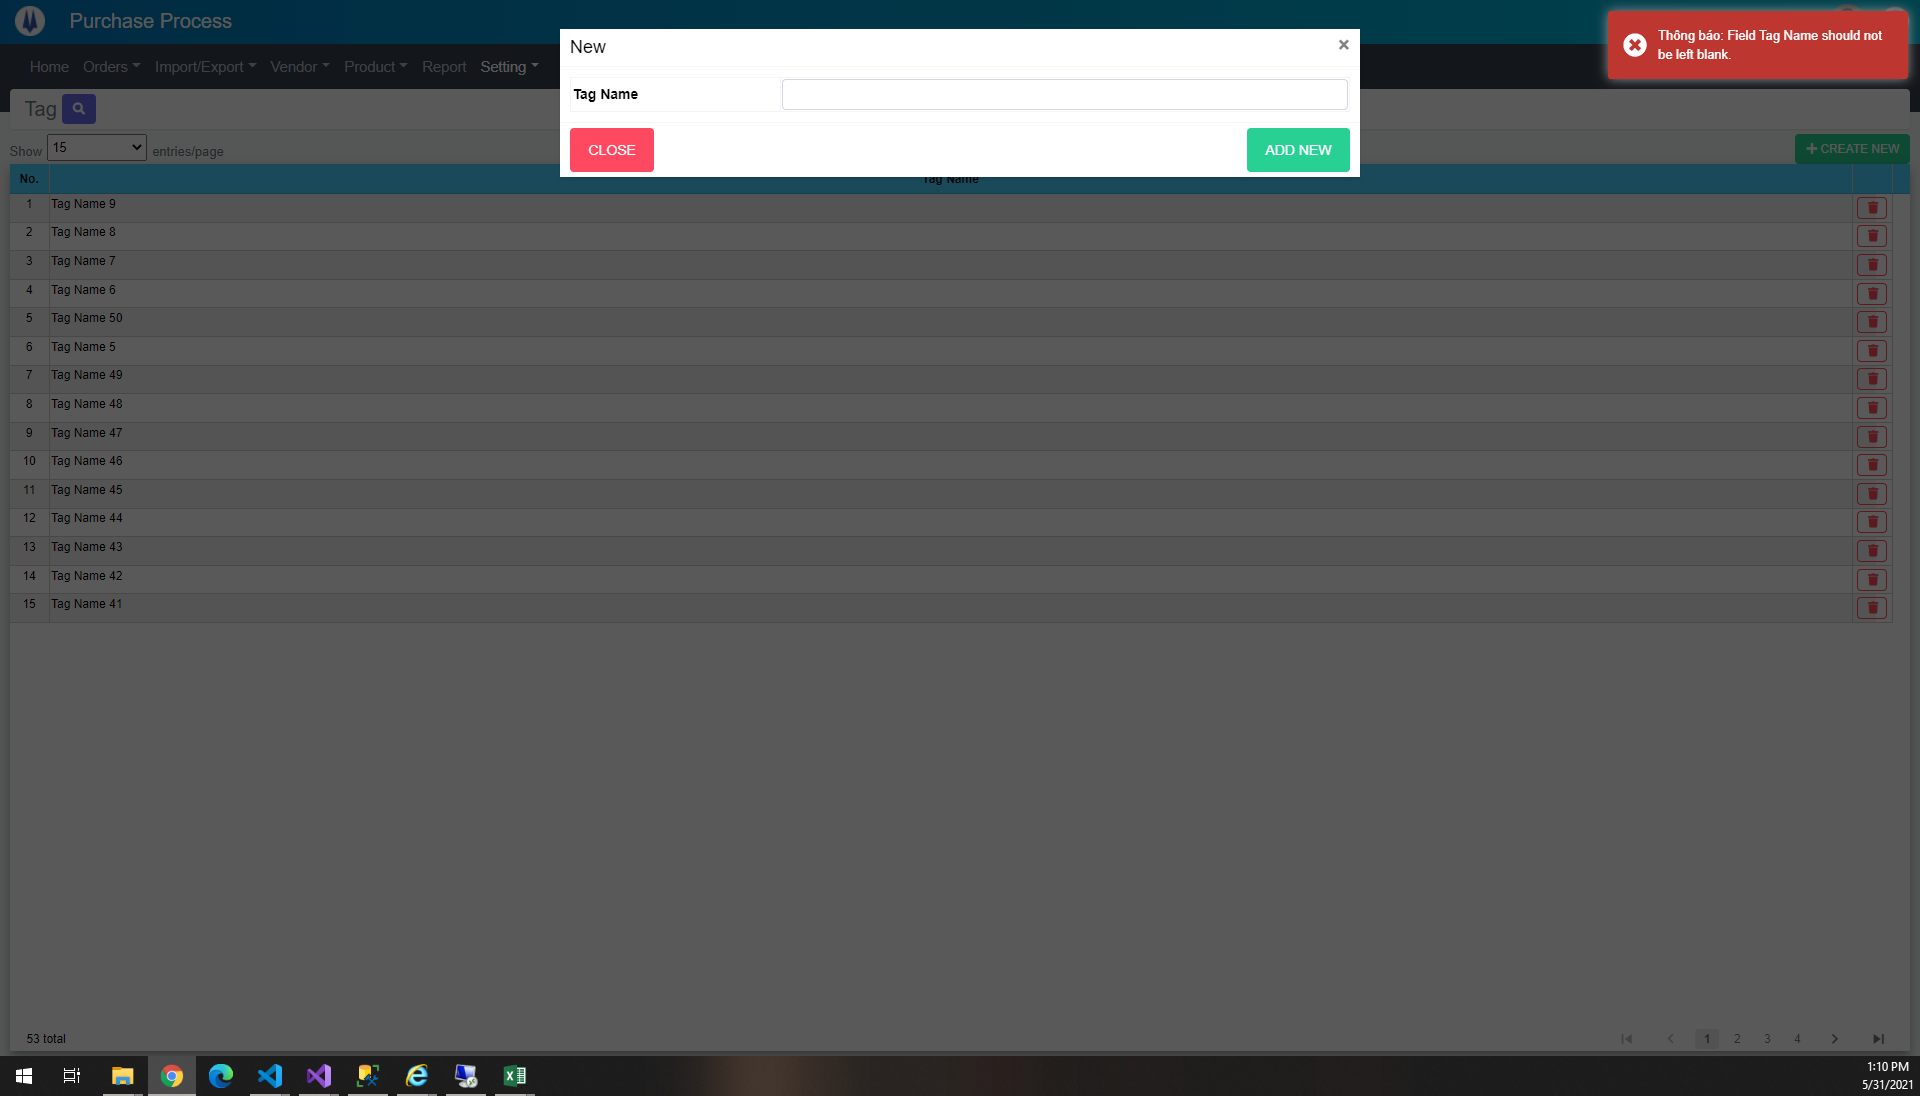 Purchase Process
Home Orders Import/Export Vendor Product Report Setting
Thông báo: Field Tag Name should not
be left blank.
New ×
Tag Name
CLOSE ADD NEW
Tag
Show 15 entries/page
CREATE NEW
No. Tag Name
1 Tag Name 9
2 Tag Name 8
3 Tag Name 7
4 Tag Name 6
5 Tag Name 50
6 Tag Name 5
7 Tag Name 49
8 Tag Name 48
9 Tag Name 47
10 Tag Name 46
11 Tag Name 45
12 Tag Name 44
13 Tag Name 43
14 Tag Name 42
15 Tag Name 41
53 total
1 2 3 4
1:10 PM
5/31/2021